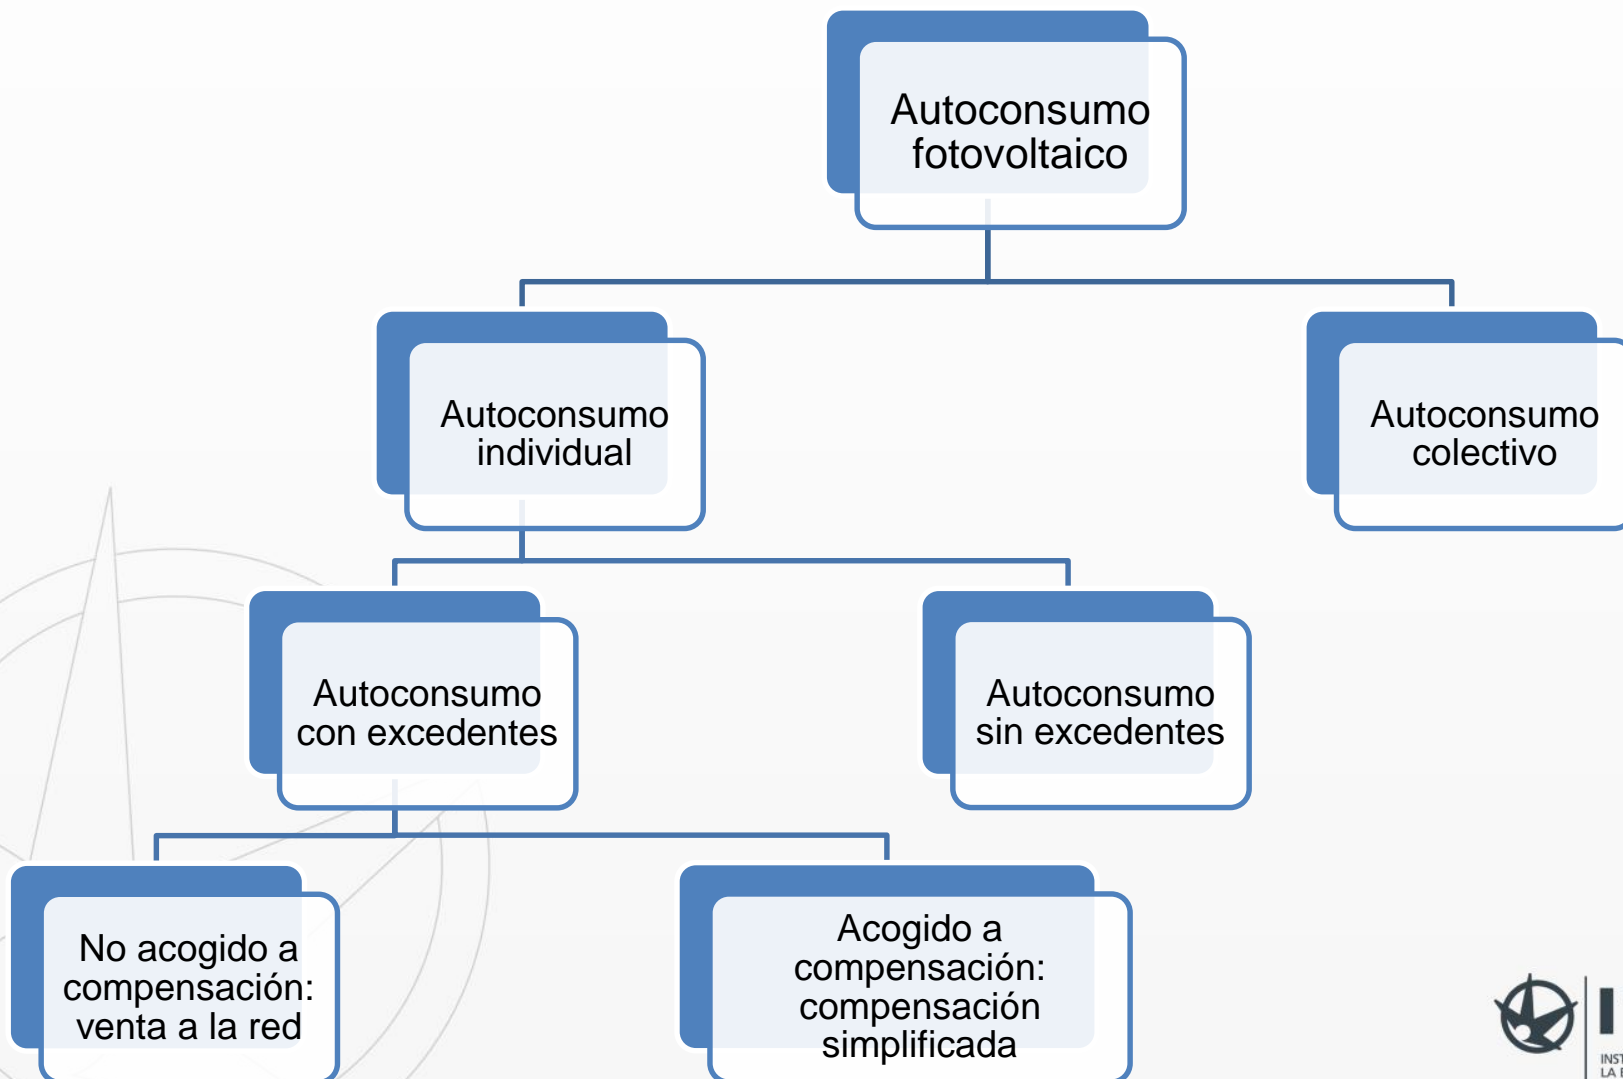 Autoconsumo
fotovoltaico
Autoconsumo
individual
Autoconsumo
colectivo
Autoconsumo
con excedentes
Autoconsumo
sin excedentes
No acogido a
compensación:
venta a la red
Acogido a
compensación:
compensación
simplificada